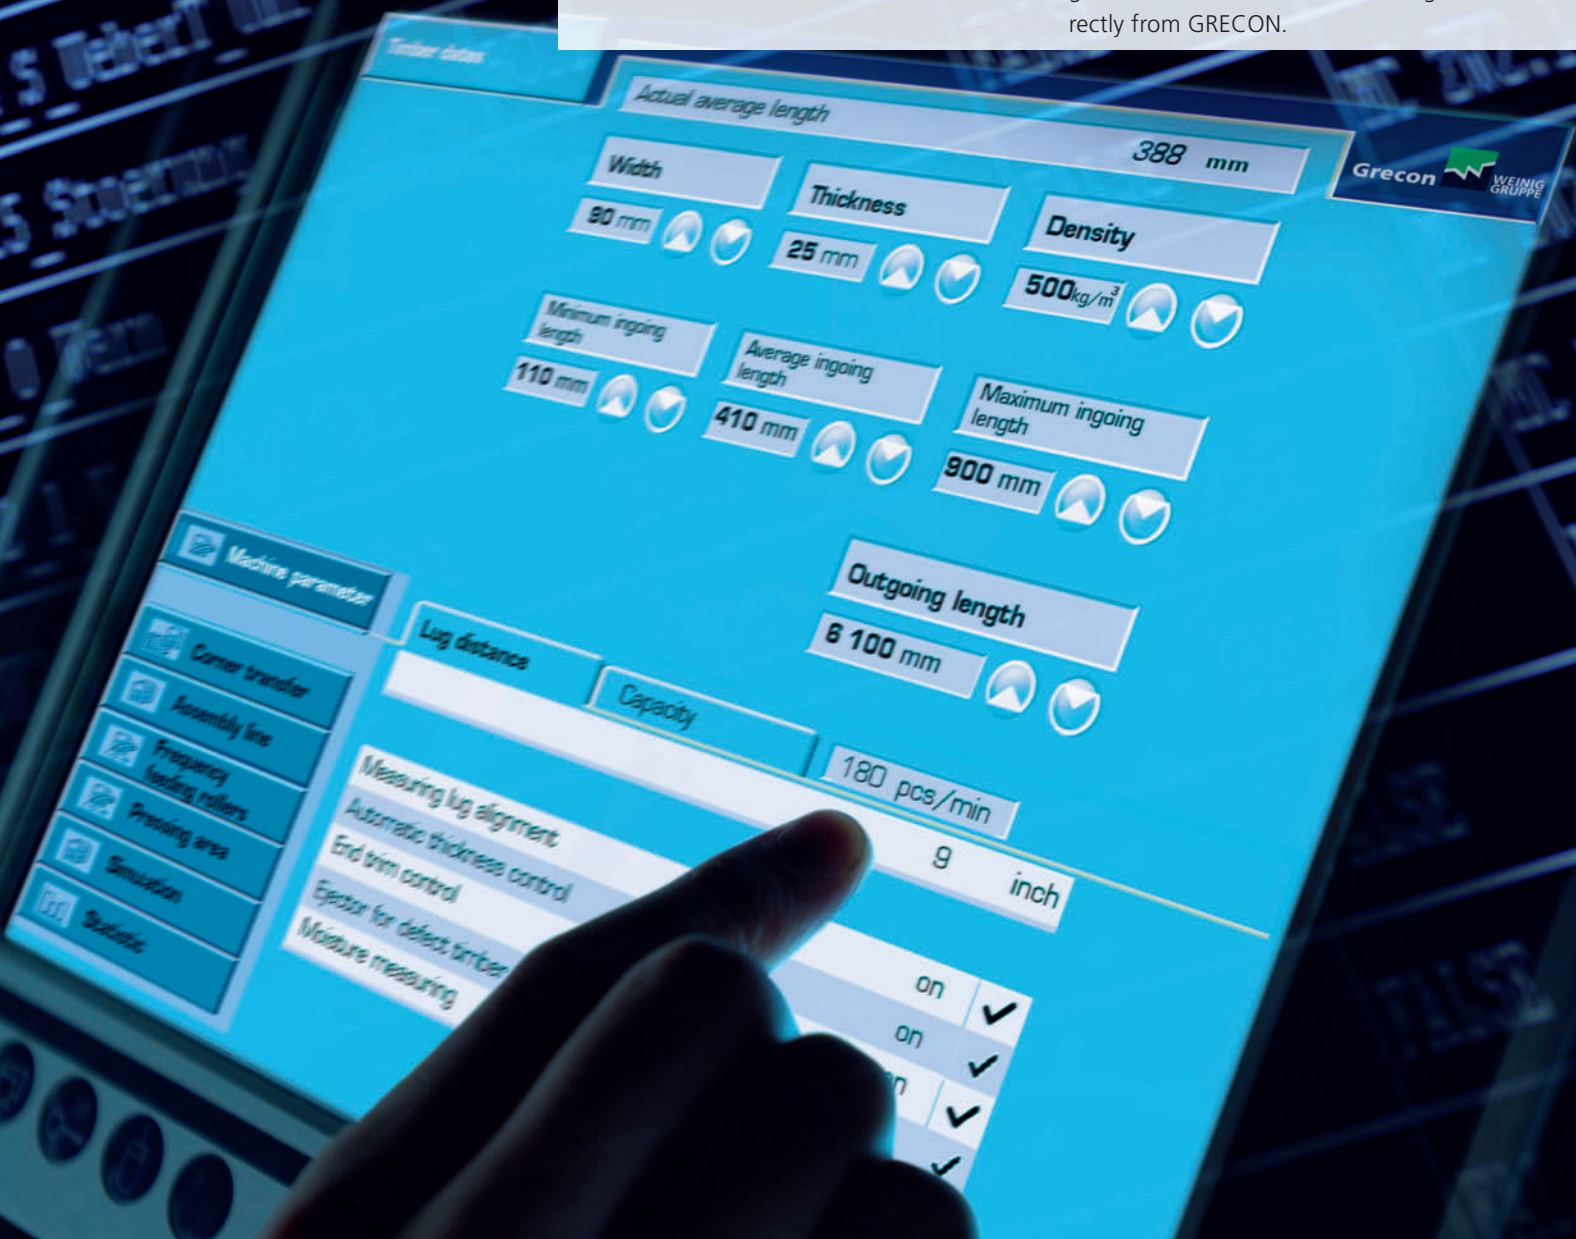 rectly from GRECON.
Timber datas
Actual average length
388 mm
Grecon
WEINIG
GRUPPE
Width
90 mm
Thickness
25 mm
Density
500kg/m³
Minimum ingoing
length
110 mm
Average ingoing
length
410 mm
Maximum ingoing
length
900 mm
Outgoing length
6 100 mm
Machine parameter
Corner transfer
Assembly line
Frequency
feeding rollers
Pressing area
Simulation
Statistic
Lug distance
Capacity
180 pcs/min
9 inch
Measuring lug alignment
on
Automatic thickness control
on
End trim control
Ejector for defect timber
Moisture measuring
FALSE